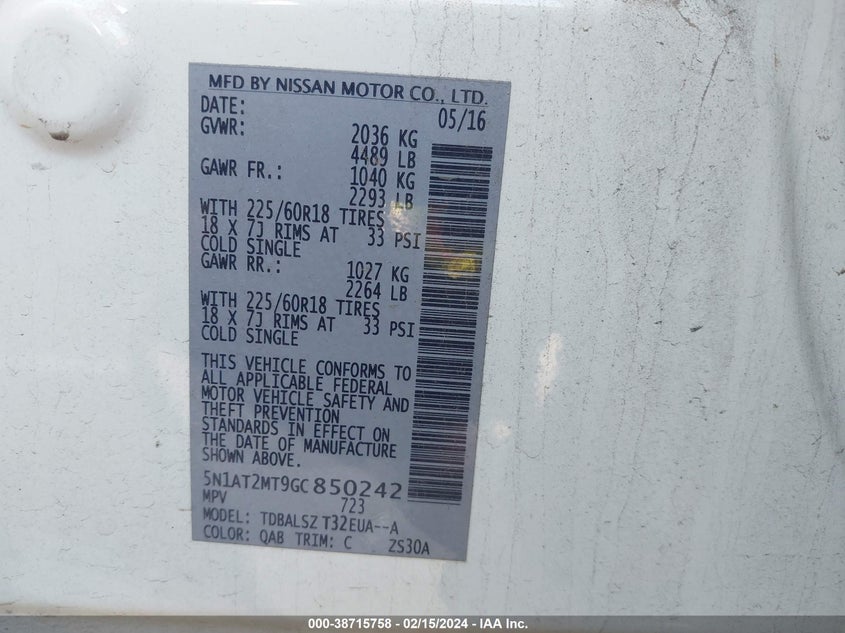 MFD BY NISSAN MOTOR CO., LTD.
DATE: 05/16
GVWR: 2036 KG
4489 LB
GAWR FR.: 1040 KG
2293 LB
WITH 225/60R18 TIRES
18 X 7J RIMS AT 33 PSI
COLD SINGLE
GAWR RR.: 1027 KG
2264 LB
WITH 225/60R18 TIRES
18 X 7J RIMS AT 33 PSI
COLD SINGLE
THIS VEHICLE CONFORMS TO
ALL APPLICABLE FEDERAL
MOTOR VEHICLE SAFETY AND
THEFT PREVENTION
STANDARDS IN EFFECT ON
THE DATE OF MANUFACTURE
SHOWN ABOVE.
5N1AT2MT9GC850242
MPV 723
MODEL: TDBALSZ T32EUA--A
COLOR: QAB TRIM: C ZS30A
000-38715758 - 02/15/2024 - IAA Inc.